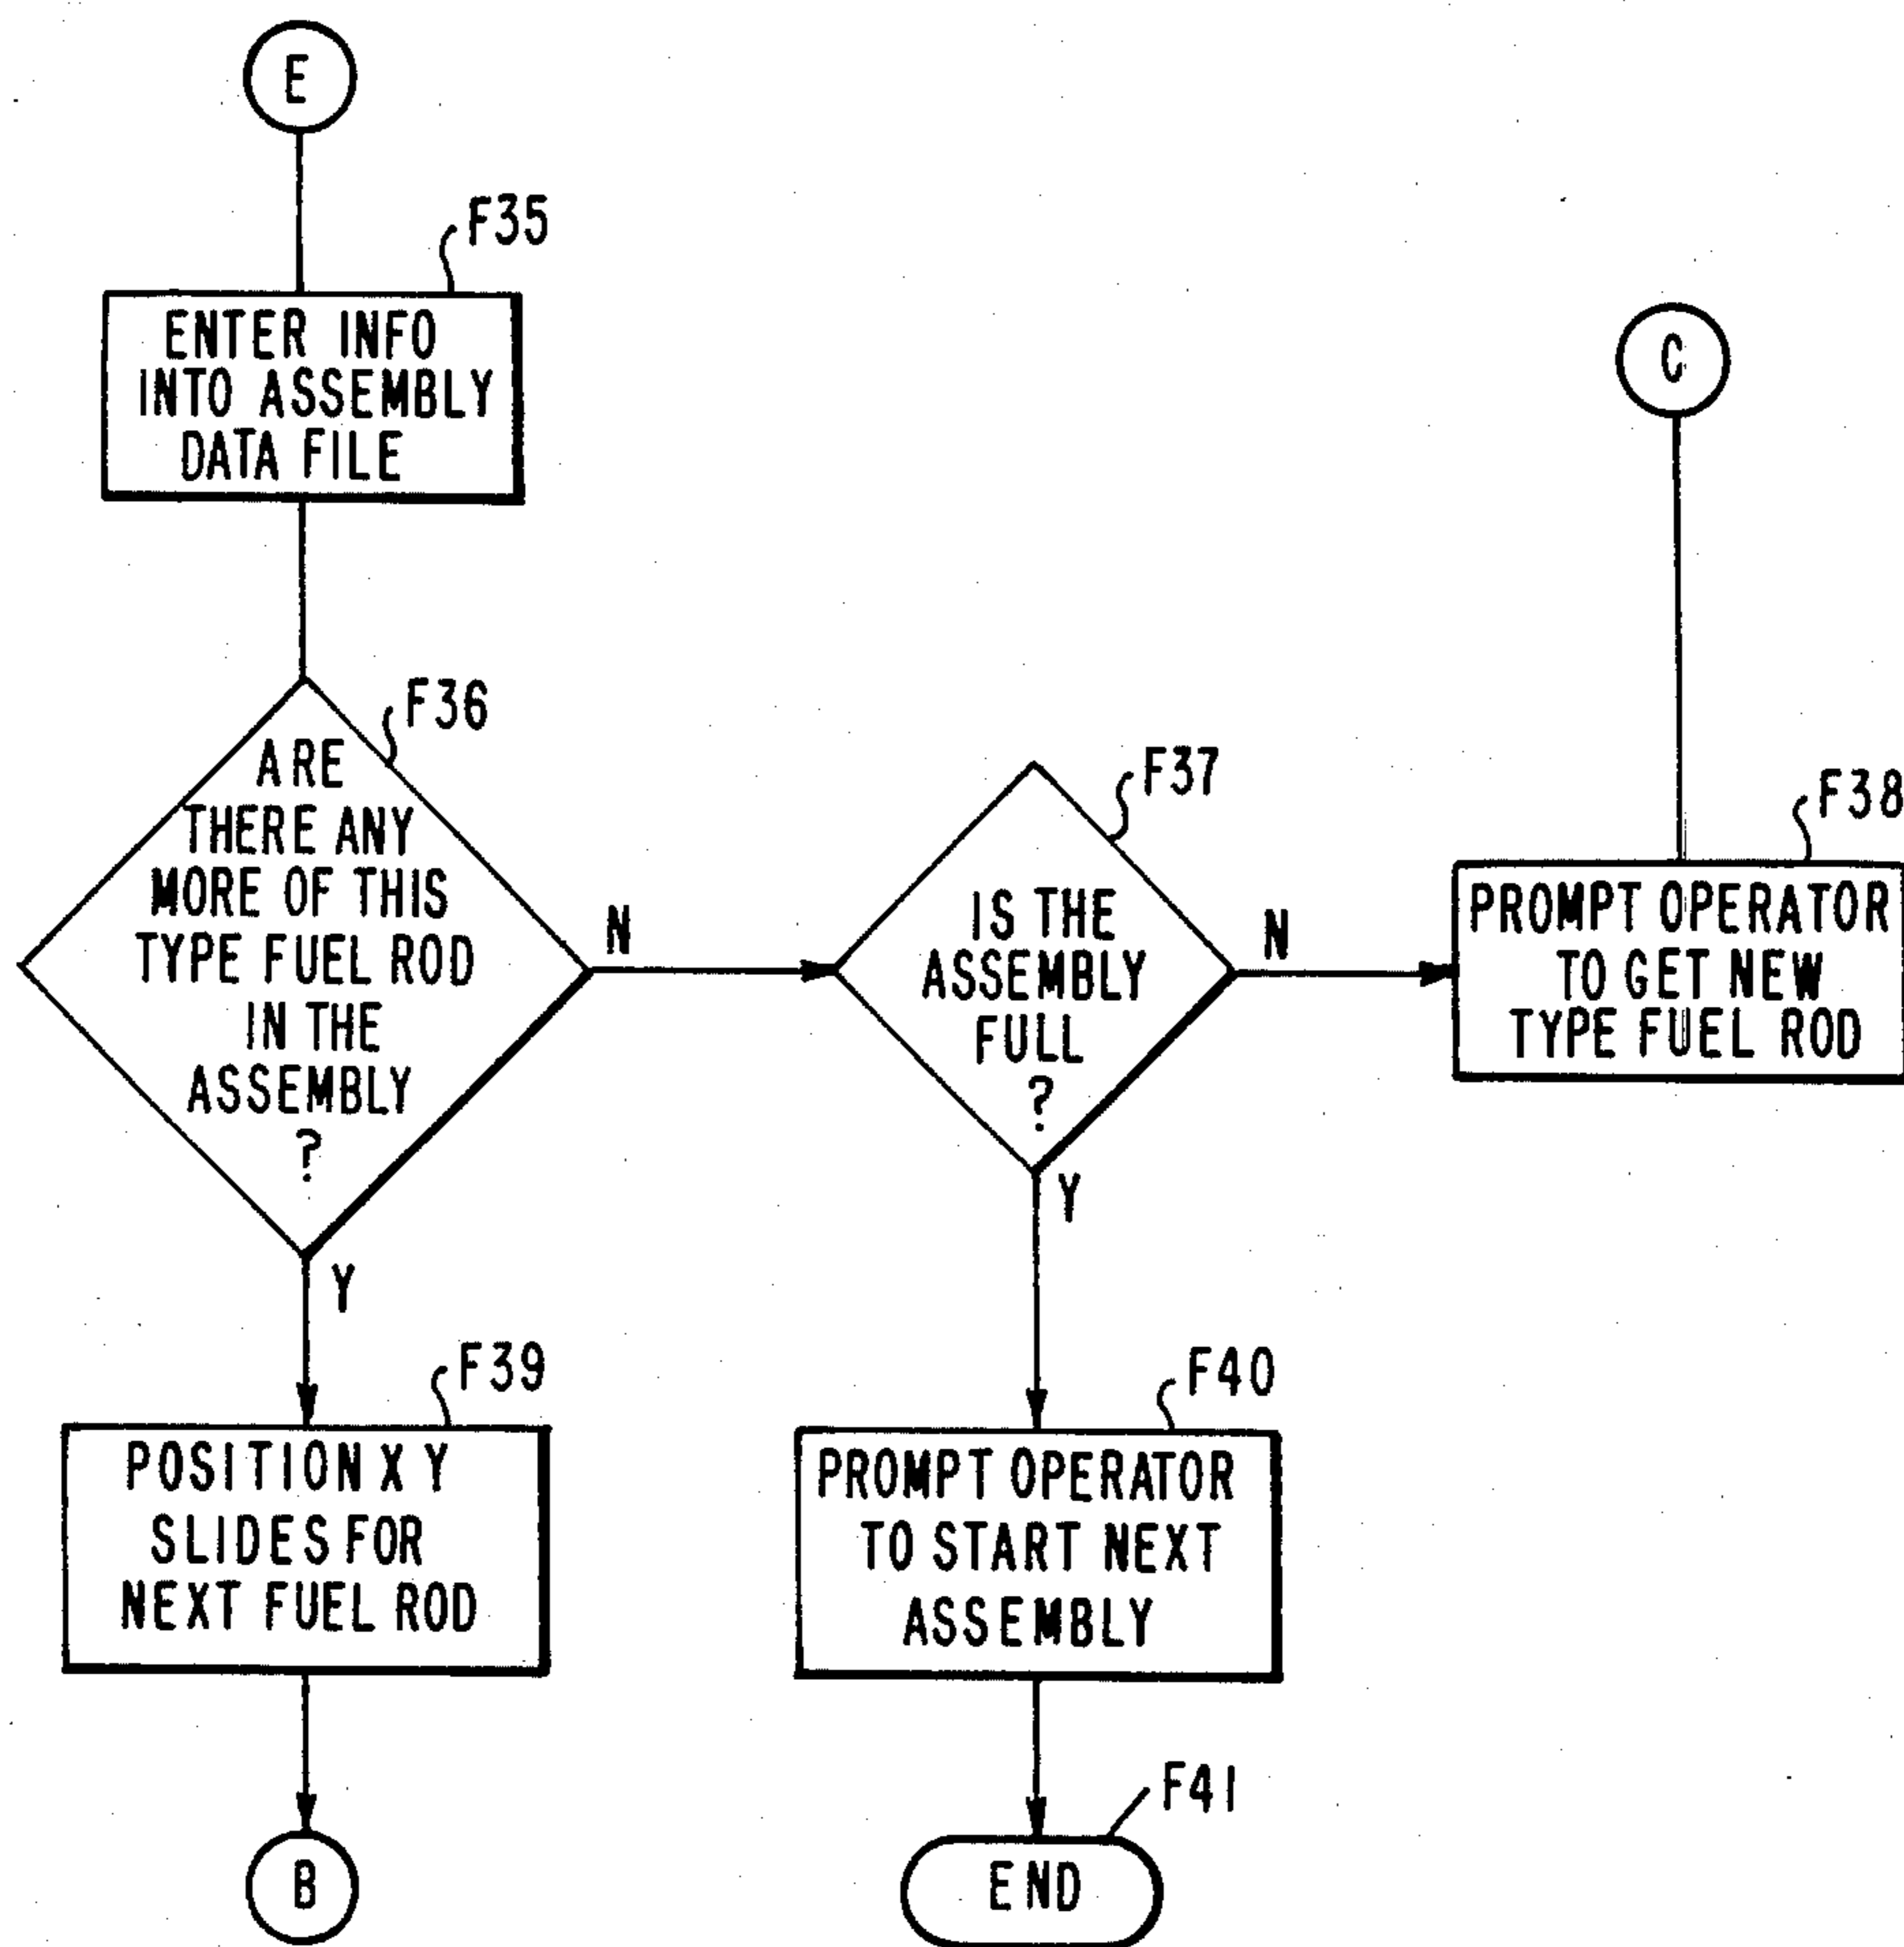 E
F35
ENTER INFO
INTO ASSEMBLY
DATA FILE
C
F36
ARE
THERE ANY
MORE OF THIS
TYPE FUEL ROD
IN THE
ASSEMBLY
?
N
Y
F37
IS THE
ASSEMBLY
FULL
?
N
Y
F38
PROMPT OPERATOR
TO GET NEW
TYPE FUEL ROD
F39
POSITION X Y
SLIDES FOR
NEXT FUEL ROD
F40
PROMPT OPERATOR
TO START NEXT
ASSEMBLY
B
F41
END